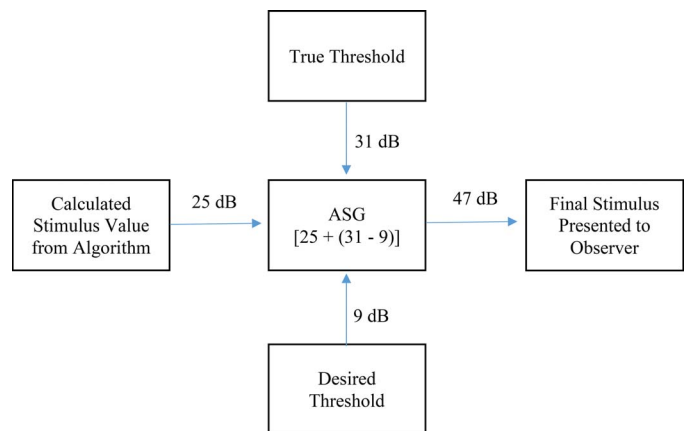 True Threshold
31 dB
Calculated
Stimulus Value
from Algorithm
25 dB
ASG
[25 + (31 - 9)]
47 dB
Final Stimulus
Presented to
Observer
9 dB
Desired
Threshold